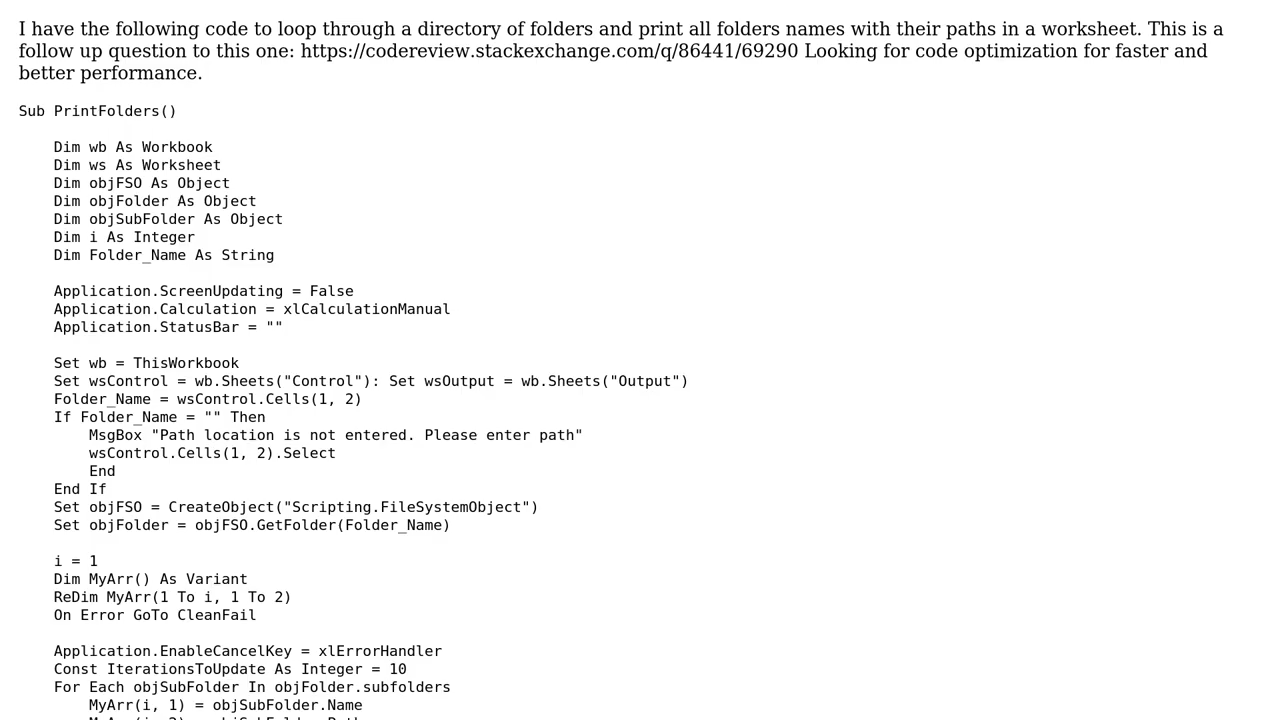 I have the following code to loop through a directory of folders and print all folders names with their paths in a worksheet. This is a
follow up question to this one: https://codereview.stackexchange.com/q/86441/69290 Looking for code optimization for faster and
better performance.
Sub PrintFolders()
    Dim wb As Workbook
    Dim ws As Worksheet
    Dim objFSO As Object
    Dim objFolder As Object
    Dim objSubFolder As Object
    Dim i As Integer
    Dim Folder_Name As String
    Application.ScreenUpdating = False
    Application.Calculation = xlCalculationManual
    Application.StatusBar = ""
    Set wb = ThisWorkbook
    Set wsControl = wb.Sheets("Control"): Set wsOutput = wb.Sheets("Output")
    Folder_Name = wsControl.Cells(1, 2)
    If Folder_Name = "" Then
        MsgBox "Path location is not entered. Please enter path"
        wsControl.Cells(1, 2).Select
        End
    End If
    Set objFSO = CreateObject("Scripting.FileSystemObject")
    Set objFolder = objFSO.GetFolder(Folder_Name)
    i = 1
    Dim MyArr() As Variant
    ReDim MyArr(1 To i, 1 To 2)
    On Error GoTo CleanFail
    Application.EnableCancelKey = xlErrorHandler
    Const IterationsToUpdate As Integer = 10
    For Each objSubFolder In objFolder.subfolders
        MyArr(i, 1) = objSubFolder.Name